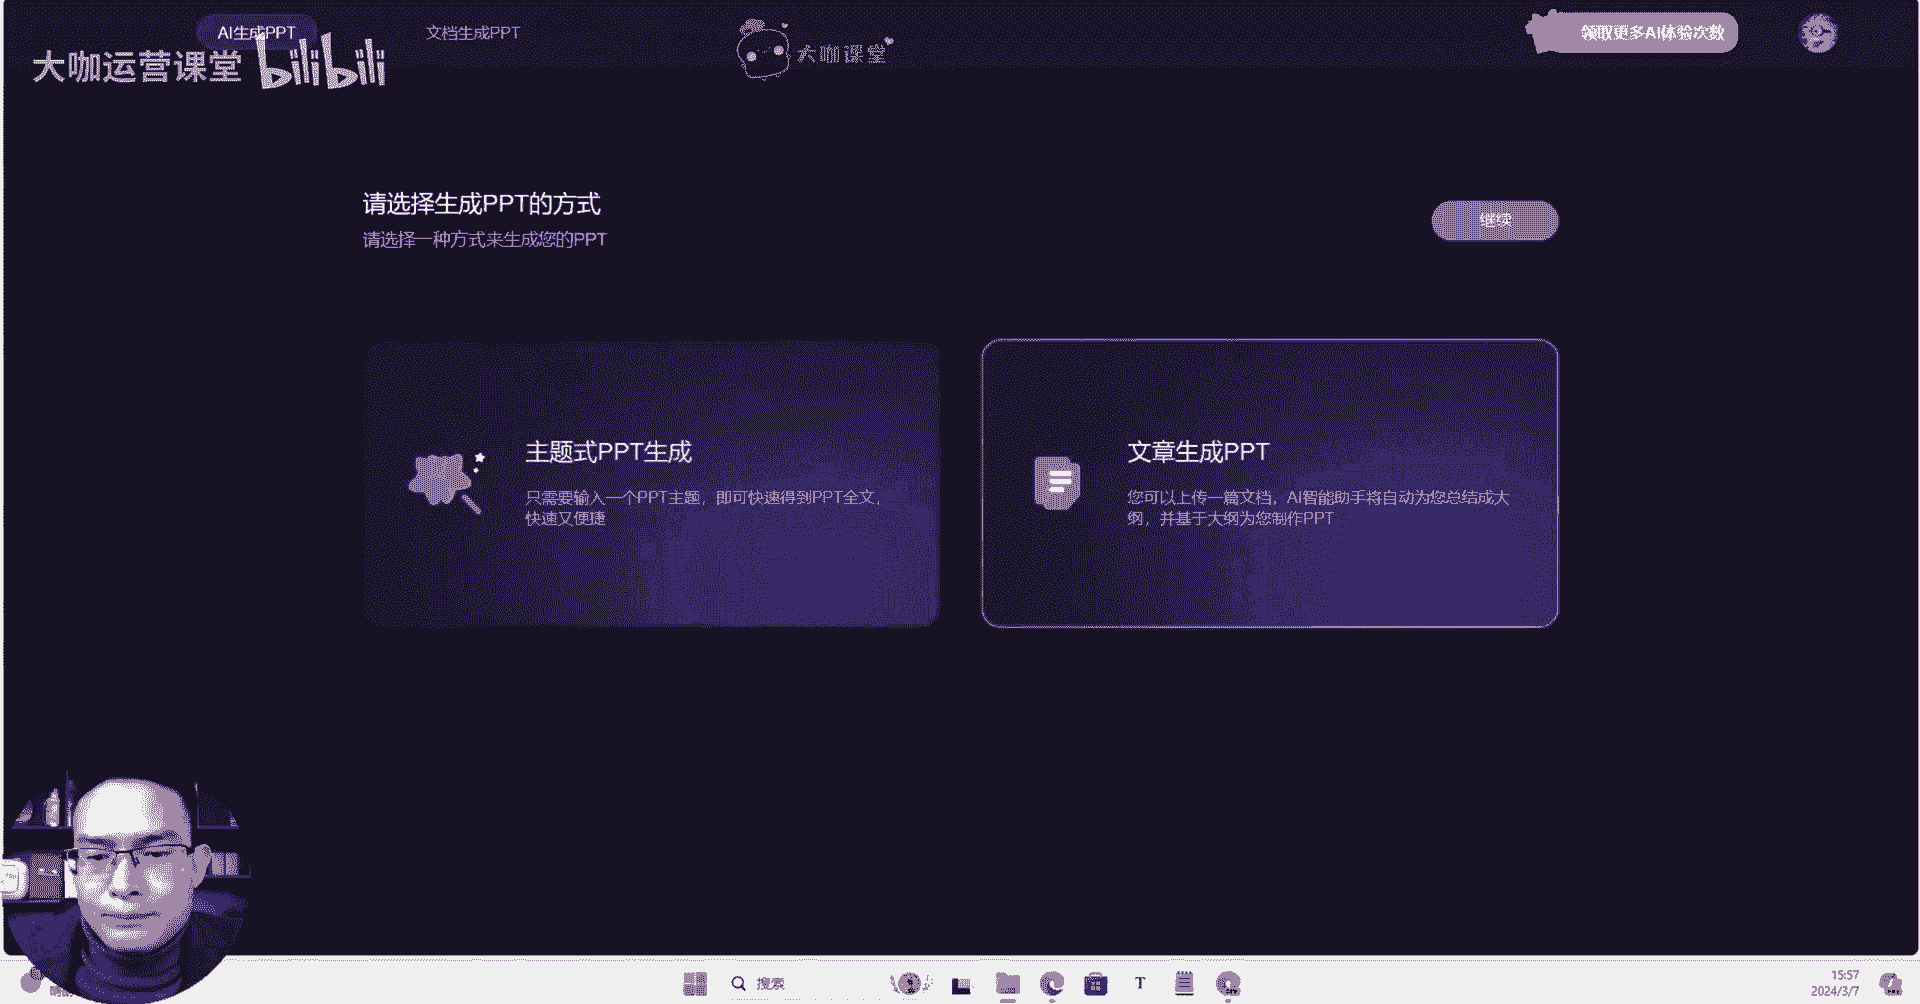 AI生成PPT
文档生成PPT
大咖课堂
领取更多AI体验次数
大咖运营课堂 bilibili
请选择生成PPT的方式
请选择一种方式来生成您的PPT
继续
主题式PPT生成
只需要输入一个PPT主题，即可快速得到PPT全文，
快速又便捷
文章生成PPT
您可以上传一篇文档，AI智能助手将自动为您总结成大
纲，并基于大纲为您制作PPT
搜索
T
15:57
2024/3/7